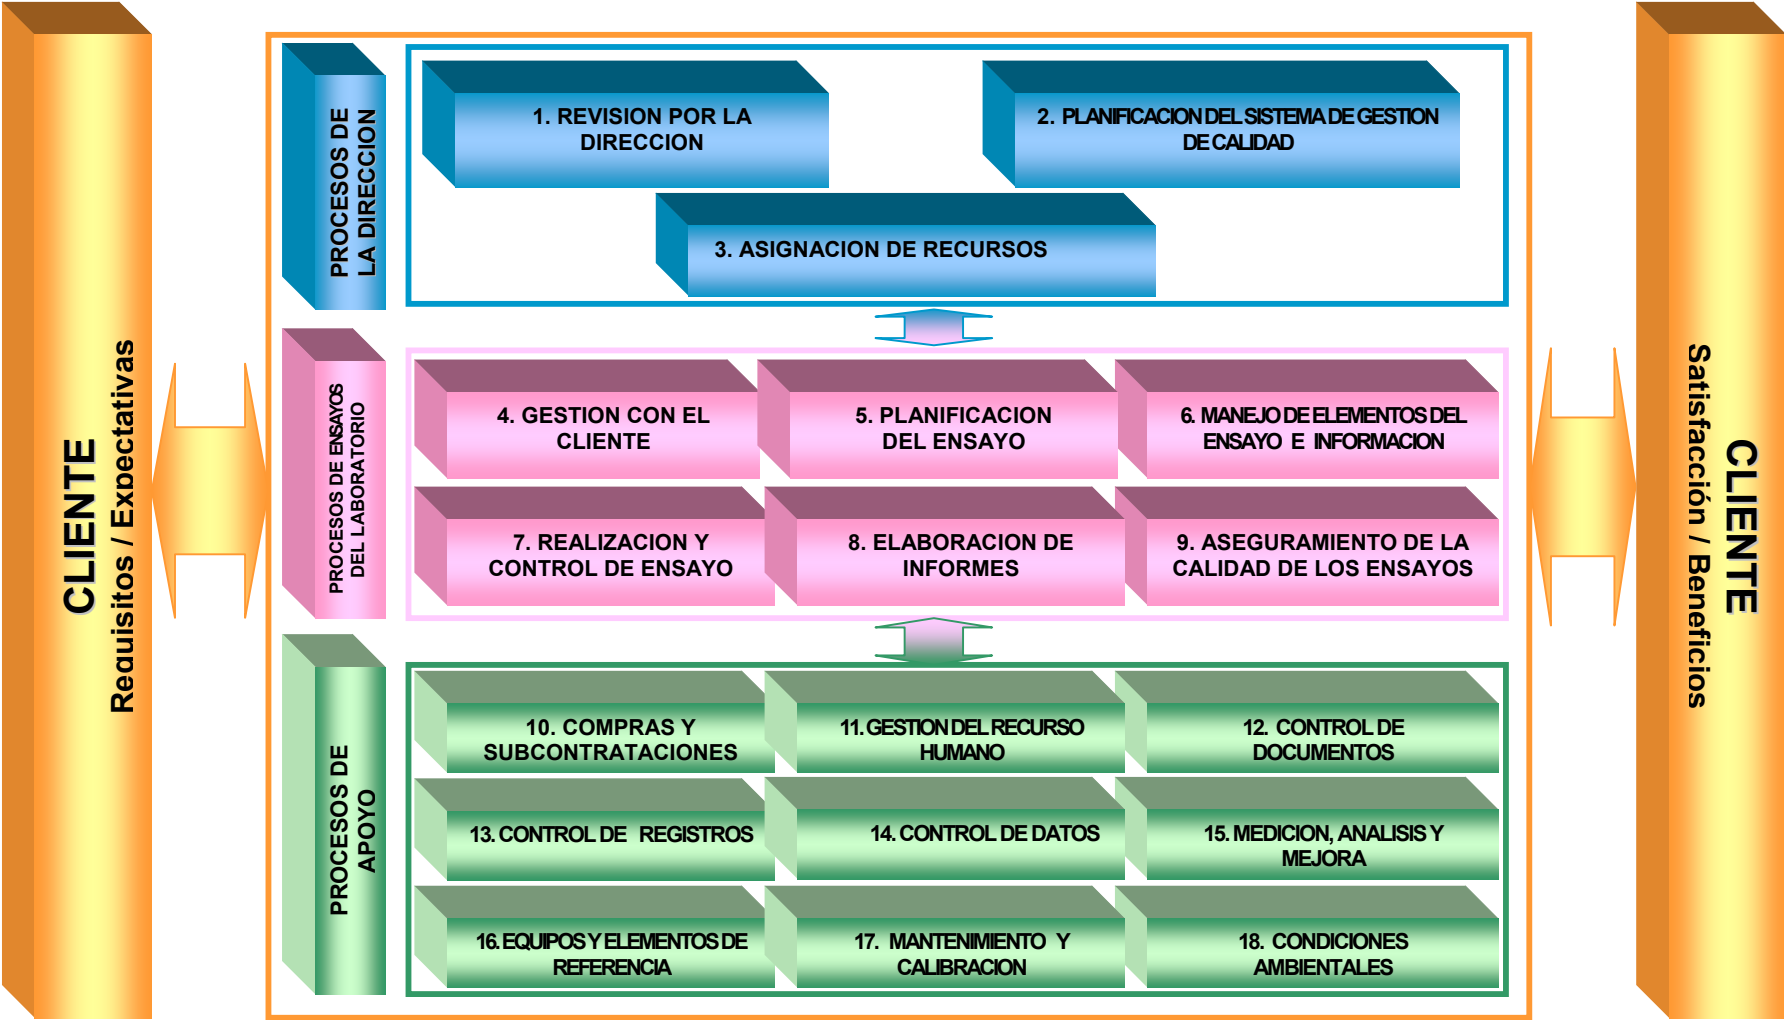 CLIENTE
Requisitos / Expectativas
PROCESOS DE
LA DIRECCION
1. REVISION POR LA
DIRECCION
2. PLANIFICACION DEL SISTEMA DE GESTION
DE CALIDAD
3. ASIGNACION DE RECURSOS
PROCESOS DE ENSAYOS
DEL LABORATORIO
4. GESTION CON EL
CLIENTE
5. PLANIFICACION
DEL ENSAYO
6. MANEJO DE ELEMENTOS DEL
ENSAYO E INFORMACION
7. REALIZACION Y
CONTROL DE ENSAYO
8. ELABORACION DE
INFORMES
9. ASEGURAMIENTO DE LA
CALIDAD DE LOS ENSAYOS
PROCESOS DE
APOYO
10. COMPRAS Y
SUBCONTRATACIONES
11. GESTION DEL RECURSO
HUMANO
12. CONTROL DE
DOCUMENTOS
13. CONTROL DE REGISTROS
14. CONTROL DE DATOS
15. MEDICION, ANALISIS Y
MEJORA
16. EQUIPOS Y ELEMENTOS DE
REFERENCIA
17. MANTENIMIENTO Y
CALIBRACION
18. CONDICIONES
AMBIENTALES
CLIENTE
Satisfacción / Beneficios